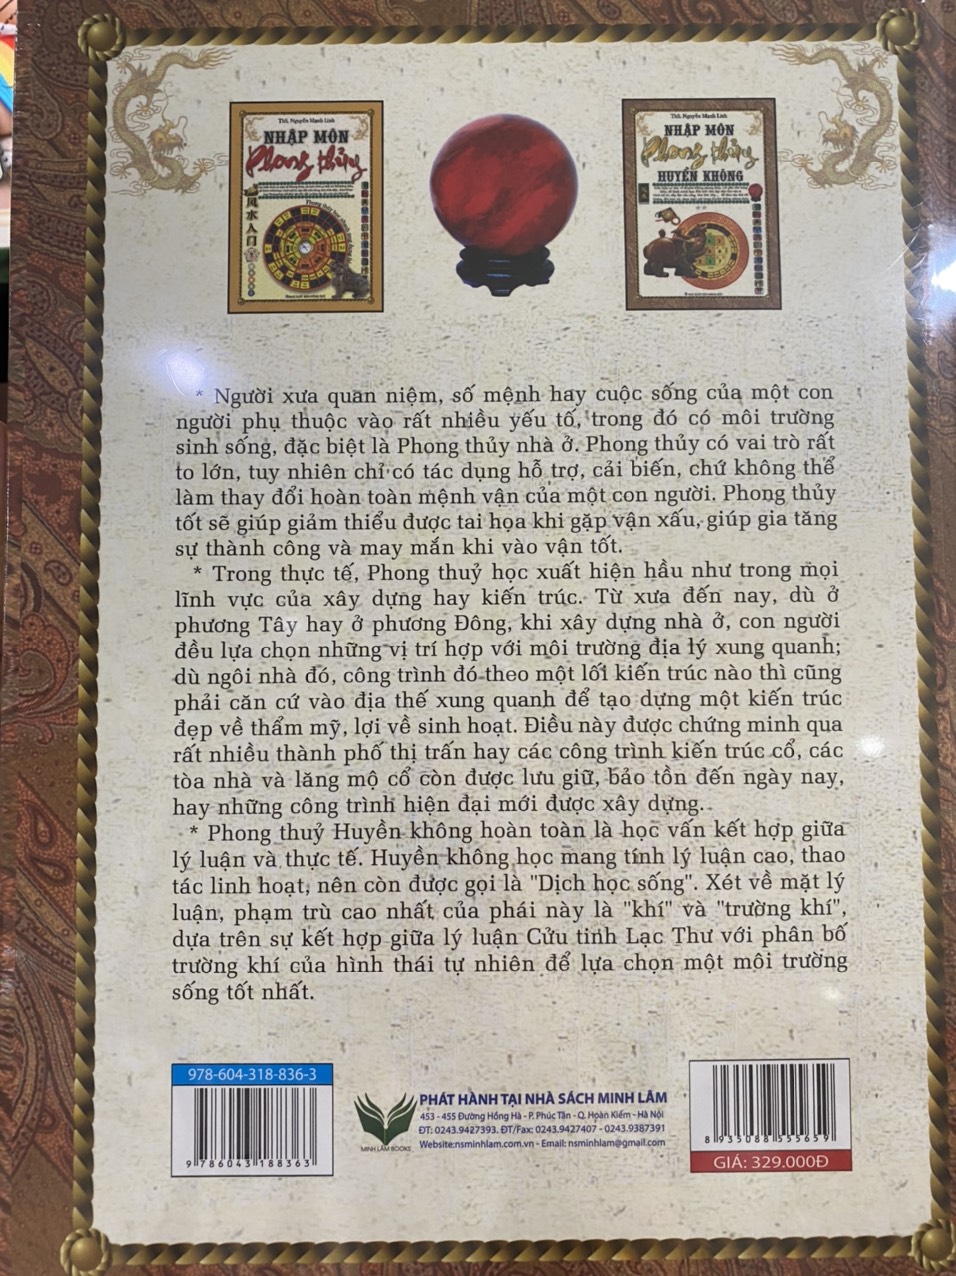 ThS. Nguyễn Mạnh Linh
NHẬP MÔN
Phong thủy
风水入门
ThS. Nguyễn Mạnh Linh
NHẬP MÔN
Phong thủy
HUYỀN KHÔNG
* Người xưa quan niệm, số mệnh hay cuộc sống của một con
người phụ thuộc vào rất nhiều yếu tố, trong đó có môi trường
sinh sống, đặc biệt là Phong thủy nhà ở. Phong thủy có vai trò rất
to lớn, tuy nhiên chỉ có tác dụng hỗ trợ, cải biến, chứ không thể
làm thay đổi hoàn toàn mệnh vận của một con người. Phong thủy
tốt sẽ giúp giảm thiểu được tai họa khi gặp vận xấu, giúp gia tăng
sự thành công và may mắn khi vào vận tốt.
* Trong thực tế, Phong thuỷ học xuất hiện hầu như trong mọi
lĩnh vực của xây dựng hay kiến trúc. Từ xưa đến nay, dù ở
phương Tây hay ở phương Đông, khi xây dựng nhà ở, con người
đều lựa chọn những vị trí hợp với môi trường địa lý xung quanh;
dù ngôi nhà đó, công trình đó theo một lối kiến trúc nào thì cũng
phải căn cứ vào địa thế xung quanh để tạo dựng một kiến trúc
đẹp về thẩm mỹ, lợi về sinh hoạt. Điều này được chứng minh qua
rất nhiều thành phố thị trấn hay các công trình kiến trúc cổ, các
tòa nhà và lăng mộ cổ còn được lưu giữ, bảo tồn đến ngày nay,
hay những công trình hiện đại mới được xây dựng.
* Phong thuỷ Huyền không hoàn toàn là học vấn kết hợp giữa
lý luận và thực tế. Huyền không học mang tính lý luận cao, thao
tác linh hoạt, nên còn được gọi là "Dịch học sống". Xét về mặt lý
luận, phạm trù cao nhất của phái này là "khí" và "trường khí",
dựa trên sự kết hợp giữa lý luận Cửu tinh Lạc Thư với phân bố
trường khí của hình thái tự nhiên để lựa chọn một môi trường
sống tốt nhất.
978-604-318-836-3
9 786043 188363
MINH LÂM BOOKS
PHÁT HÀNH TẠI NHÀ SÁCH MINH LÂM
453 - 455 Đường Hồng Hà - P. Phúc Tân - Q. Hoàn Kiếm - Hà Nội
ĐT: 0243.9427393. ĐT/Fax: 0243.9427407 - 0243.9387391
Website:nsminhlam.com.vn - Email: nsminhlam@gmail.com
8 935088 555659
GIÁ: 329.000Đ